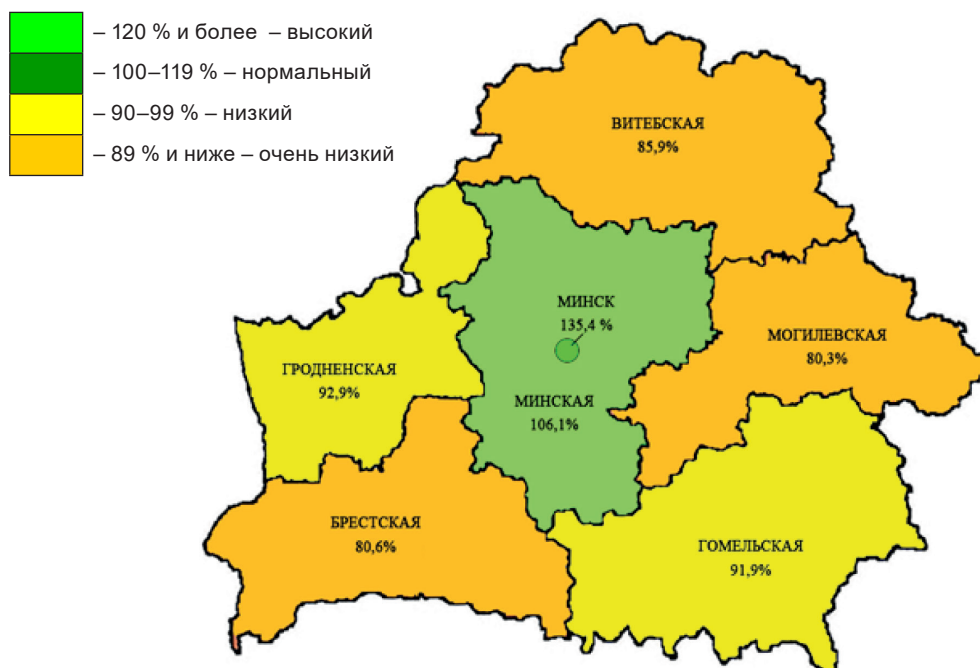 – 120 % и более – высокий
– 100–119 % – нормальный
– 90–99 % – низкий
– 89 % и ниже – очень низкий
ВИТЕБСКАЯ
85,9%
МИНСК
135,4 %
МОГИЛЕВСКАЯ
80,3%
ГРОДНЕНСКАЯ
92,9%
МИНСКАЯ
106,1%
БРЕСТСКАЯ
80,6%
ГОМЕЛЬСКАЯ
91,9%